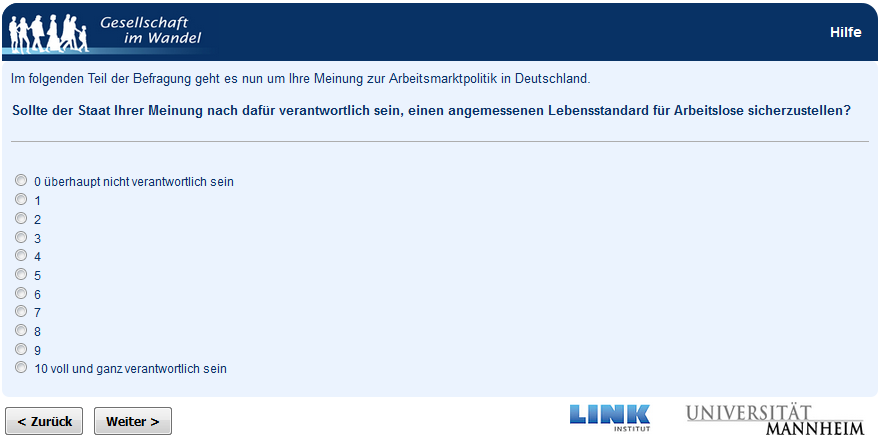 Gesellschaft
im Wandel
Hilfe
Im folgenden Teil der Befragung geht es nun um Ihre Meinung zur Arbeitsmarktpolitik in Deutschland.
Sollte der Staat Ihrer Meinung nach dafür verantwortlich sein, einen angemessenen Lebensstandard für Arbeitslose sicherzustellen?
0 überhaupt nicht verantwortlich sein
1
2
3
4
5
6
7
8
9
10 voll und ganz verantwortlich sein
< Zurück
Weiter >
LINK
INSTITUT
UNIVERSITÄT
MANNHEIM